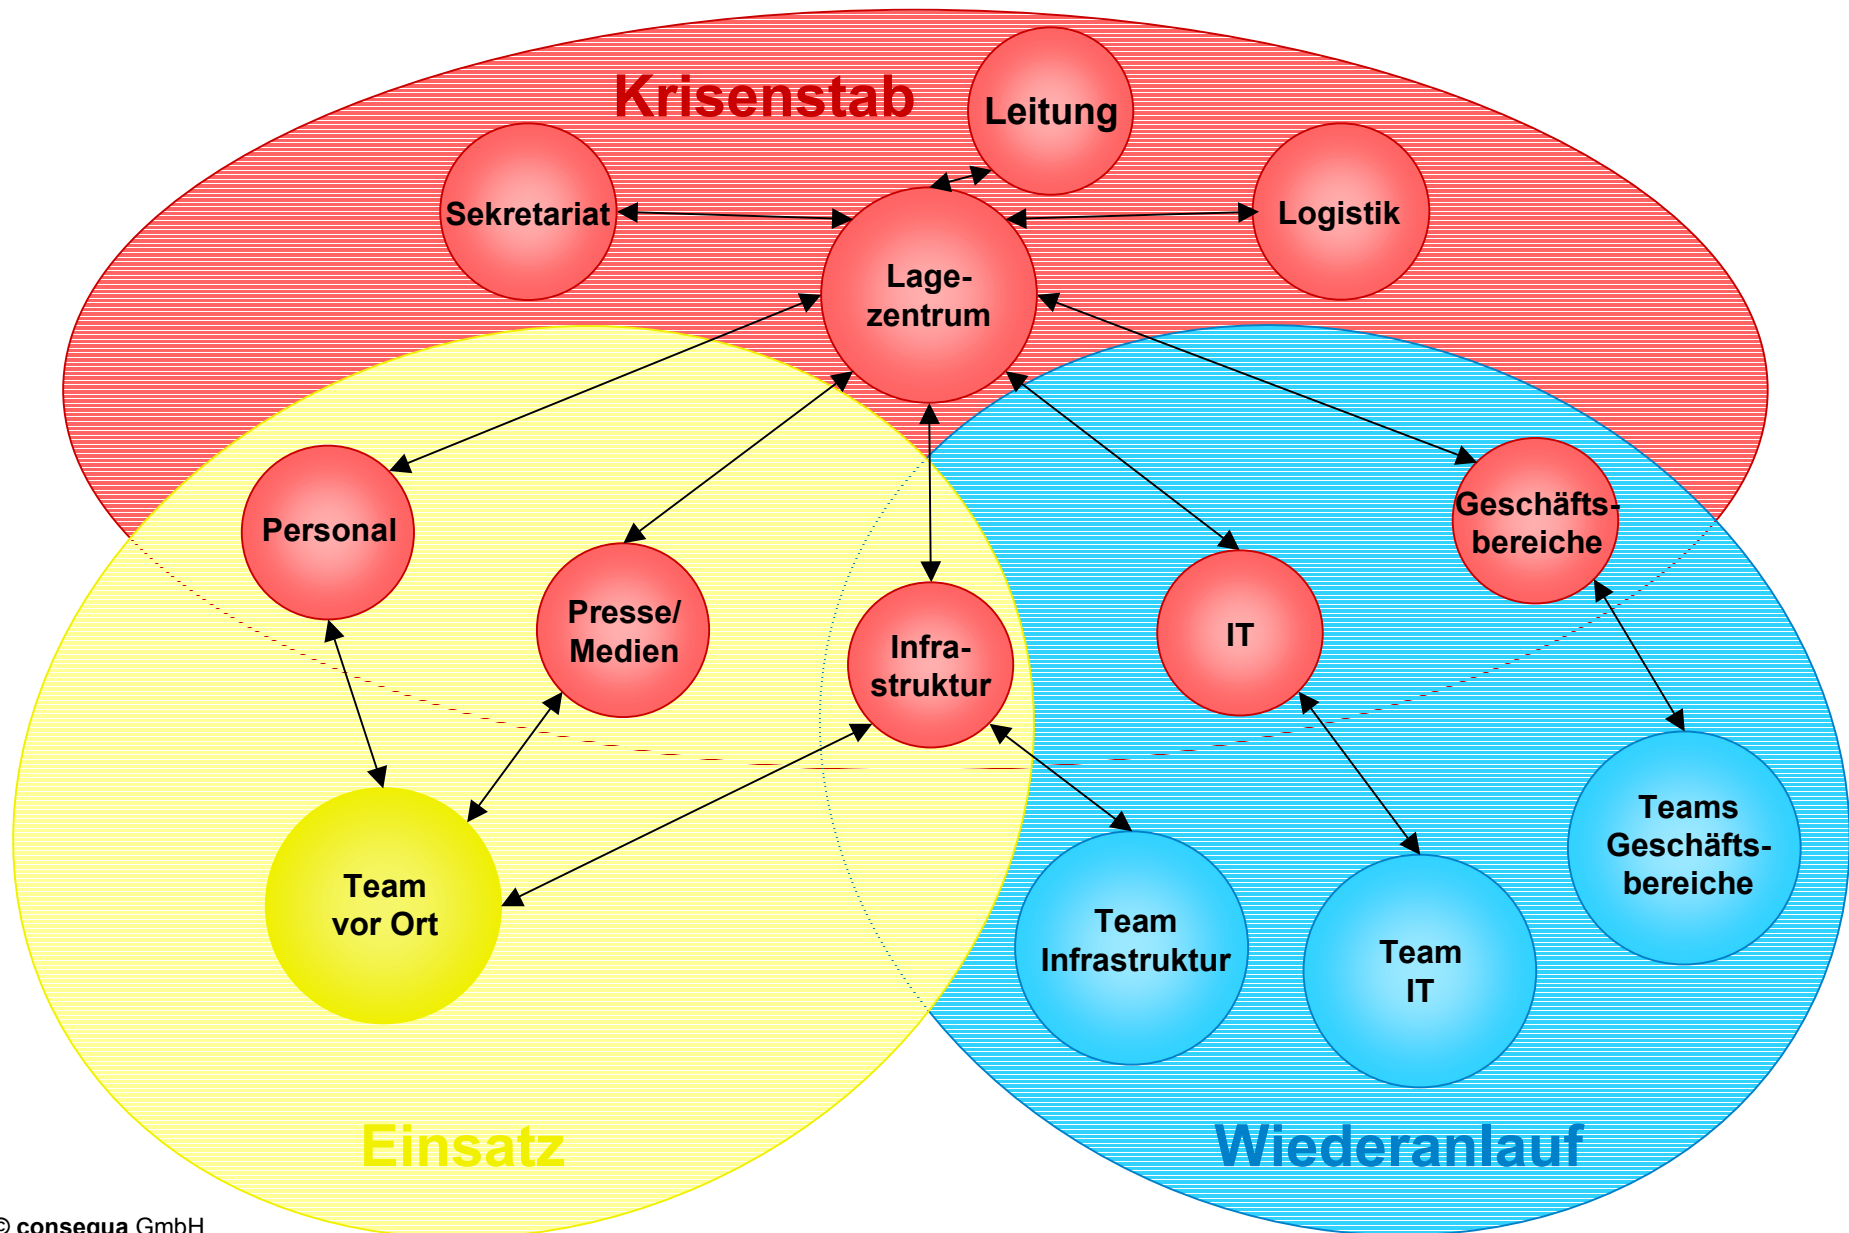 Krisenstab
Leitung
Sekretariat
Logistik
Lage-
zentrum
Personal
Presse/
Medien
Infra-
struktur
IT
Geschäfts-
bereiche
Team
vor Ort
Team
Infrastruktur
Team
IT
Teams
Geschäfts-
bereiche
Einsatz
Wiederanlauf
© consequa GmbH